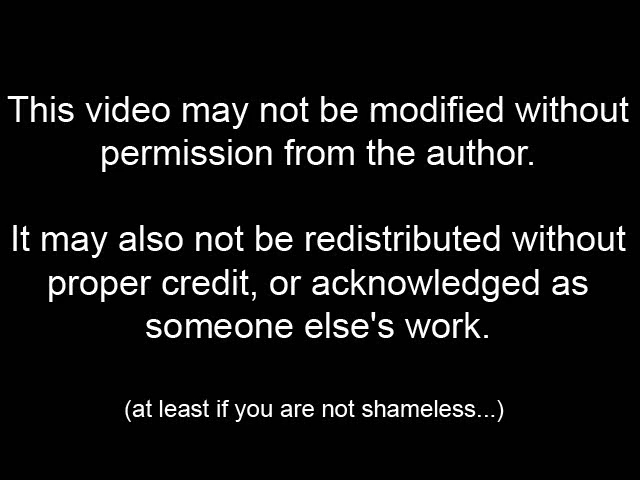 This video may not be modified without
permission from the author.
It may also not be redistributed without
proper credit, or acknowledged as
someone else's work.
(at least if you are not shameless...)